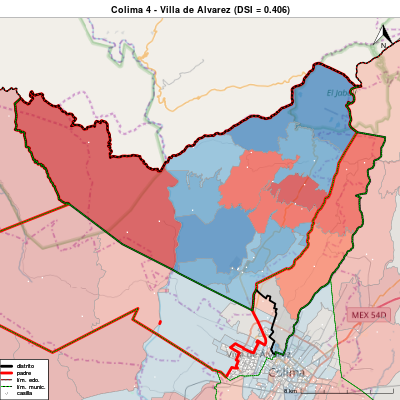 Colima 4 - Villa de Alvarez (DSI = 0.406)
N
El Jaba
MEX 54D
Colima
6 km
distrito
padre
lim. edo.
lim. munic.
casilla